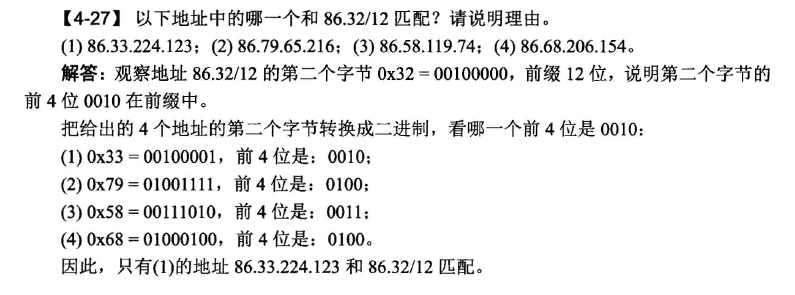 【4-27】 以下地址中的哪一个和 86.32/12 匹配？请说明理由。
(1) 86.33.224.123；(2) 86.79.65.216；(3) 86.58.119.74；(4) 86.68.206.154。
解答：观察地址 86.32/12 的第二个字节 0x32 = 00100000，前缀 12 位，说明第二个字节的
前 4 位 0010 在前缀中。
把给出的 4 个地址的第二个字节转换成二进制，看哪一个前 4 位是 0010：
(1) 0x33 = 00100001，前 4 位是：0010；
(2) 0x79 = 01001111，前 4 位是：0100；
(3) 0x58 = 00111010，前 4 位是：0011；
(4) 0x68 = 01000100，前 4 位是：0100。
因此，只有(1)的地址 86.33.224.123 和 86.32/12 匹配。